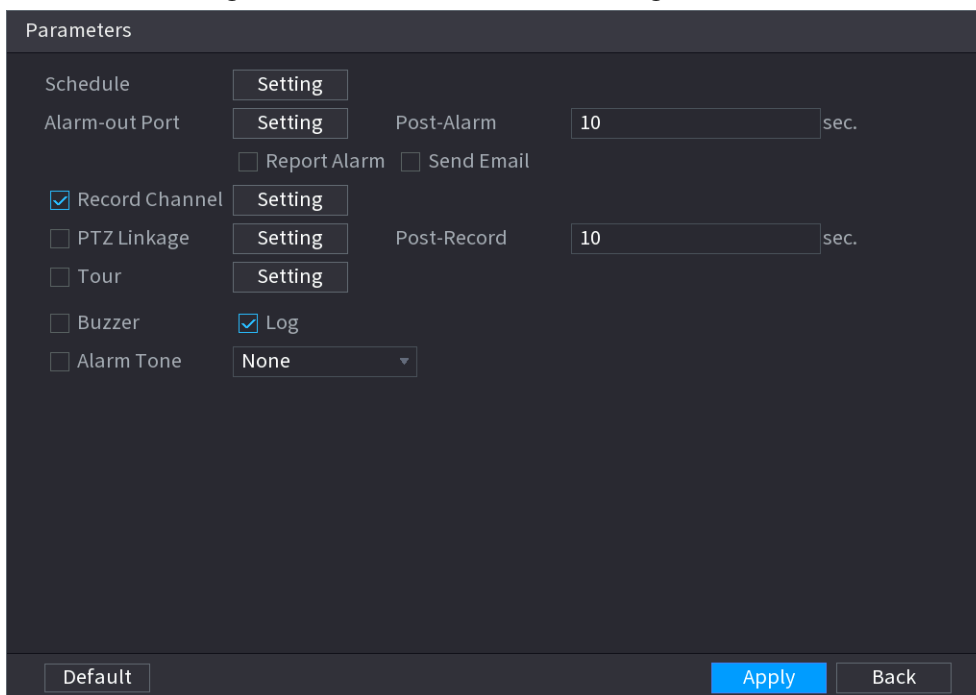 Parameters
Schedule Setting
Alarm-out Port Setting Post-Alarm 10 sec.
Report Alarm Send Email
Record Channel Setting
PTZ Linkage Setting Post-Record 10 sec.
Tour Setting
Buzzer Log
Alarm Tone None
Default Apply Back